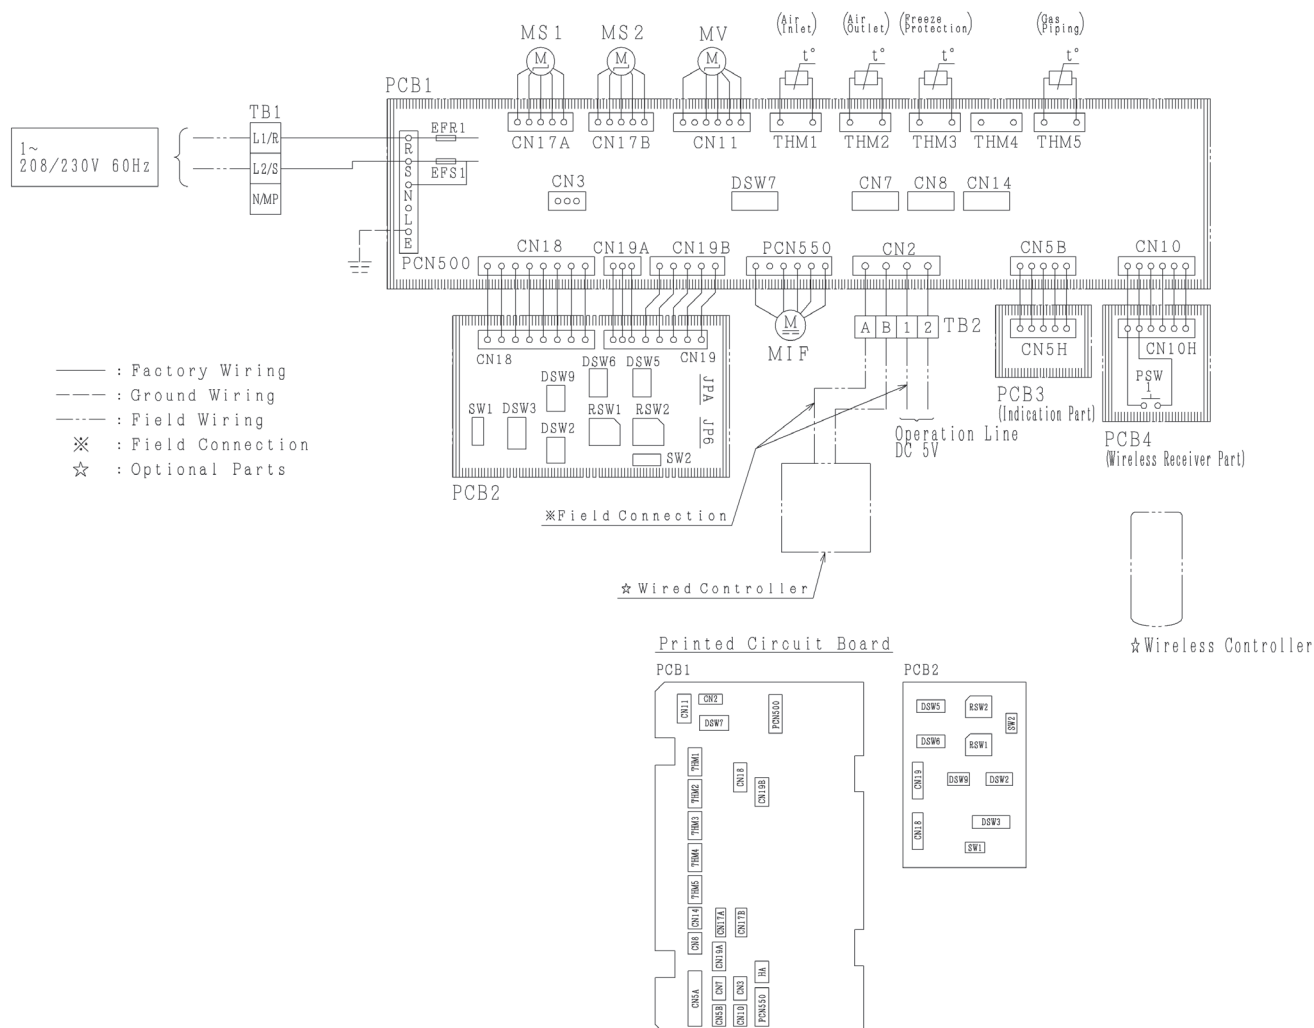 MS1 MS2 MV
(Air Inlet) (Air Outlet) (Freeze Protection) (Gas Piping)
M M M t° t° t° t°
PCB1
TB1
L1/R
L2/S
N/MP
1~
208/230V 60Hz
R
S
N
L
E
EFR1
EFS1
CN17A CN17B CN11 THM1 THM2 THM3 THM4 THM5
CN3 DSW7 CN7 CN8 CN14
PCN500 CN18 CN19A CN19B PCN550 CN2 CN5B CN10
M
MIF
A B 1 2 TB2
CN18 CN19
DSW6 DSW5
DSW9
SW1 DSW3 RSW1 RSW2
DSW2
SW2
JPA
JP6
PCB2
CN5H
PCB3
(Indication Part)
CN10H
PSW
1
PCB4
(Wireless Receiver Part)
Operation Line
DC 5V
: Factory Wiring
: Ground Wiring
: Field Wiring
※ : Field Connection
☆ : Optional Parts
※Field Connection
☆Wired Controller
☆Wireless Controller
Printed Circuit Board
PCB1
CN11
CN2
DSW7
PCN500
THM1
CN18
CN19B
THM2
THM3
THM4
THM5
CN14
CN17A
CN17B
CN8
CN19A
HA
CN5A
CN7
CN3
PCN550
CN5B
CN10
PCB2
DSW5
RSW2
SW2
DSW6
RSW1
CN19
DSW9
DSW2
CN18
DSW3
SW1